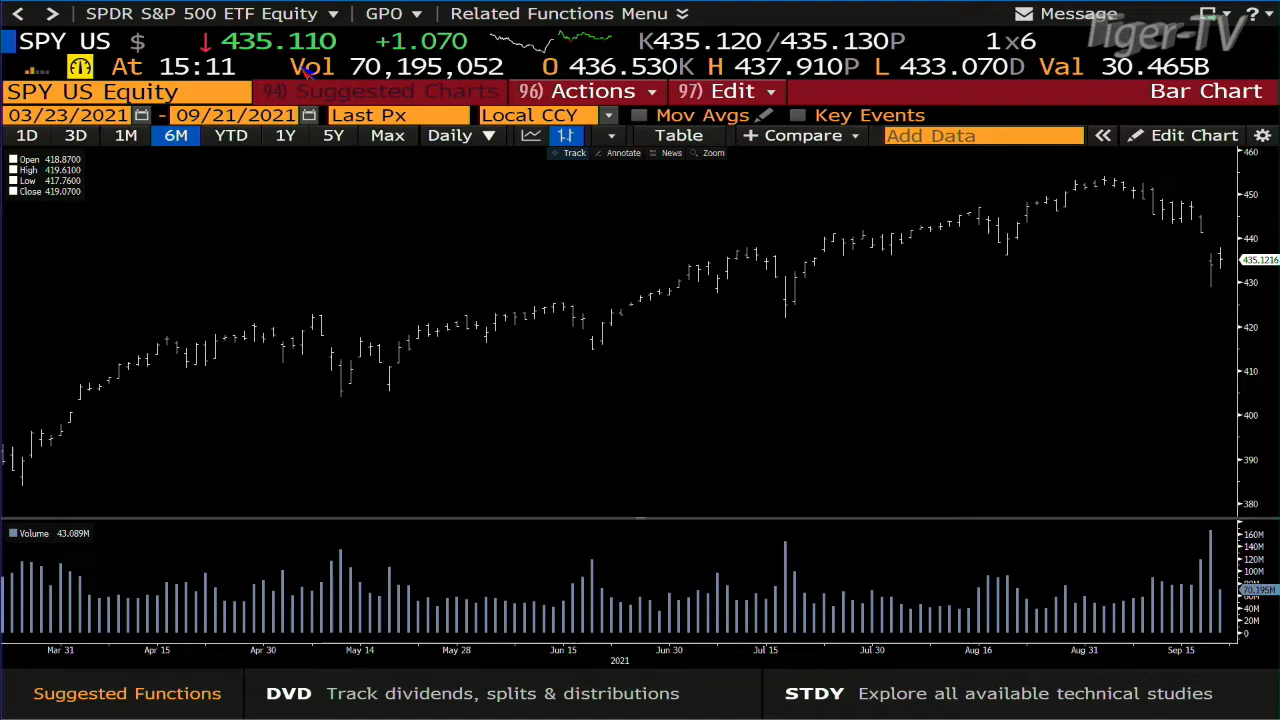 SPDR S&P 500 ETF Equity GPO Related Functions Menu Message ?
Tiger-TV
SPY US $ 435.110 +1.070 K435.120/435.130P 1x6
At 15:11 Vol 70,195,052 O 436.530K H 437.910P L 433.070D Val 30.465B
SPY US Equity 94) Suggested Charts 96) Actions 97) Edit Bar Chart
03/23/2021 - 09/21/2021 Last Px Local CCY Mov Avgs Key Events
1D 3D 1M 6M YTD 1Y 5Y Max Daily Table + Compare Add Data « Edit Chart
Track Annotate News Zoom
Open 418.8700
High 419.6100
Low 417.7600
Close 419.0700
460
450
440
435.1216
430
420
410
400
390
380
Volume 43.089M
160M
140M
120M
100M
70.195M
40M
20M
0
Mar 31 Apr 15 Apr 30 May 14 May 28 Jun 15 Jun 30 Jul 15 Jul 30 Aug 16 Aug 31 Sep 15
2021
Suggested Functions DVD Track dividends, splits & distributions STDY Explore all available technical studies